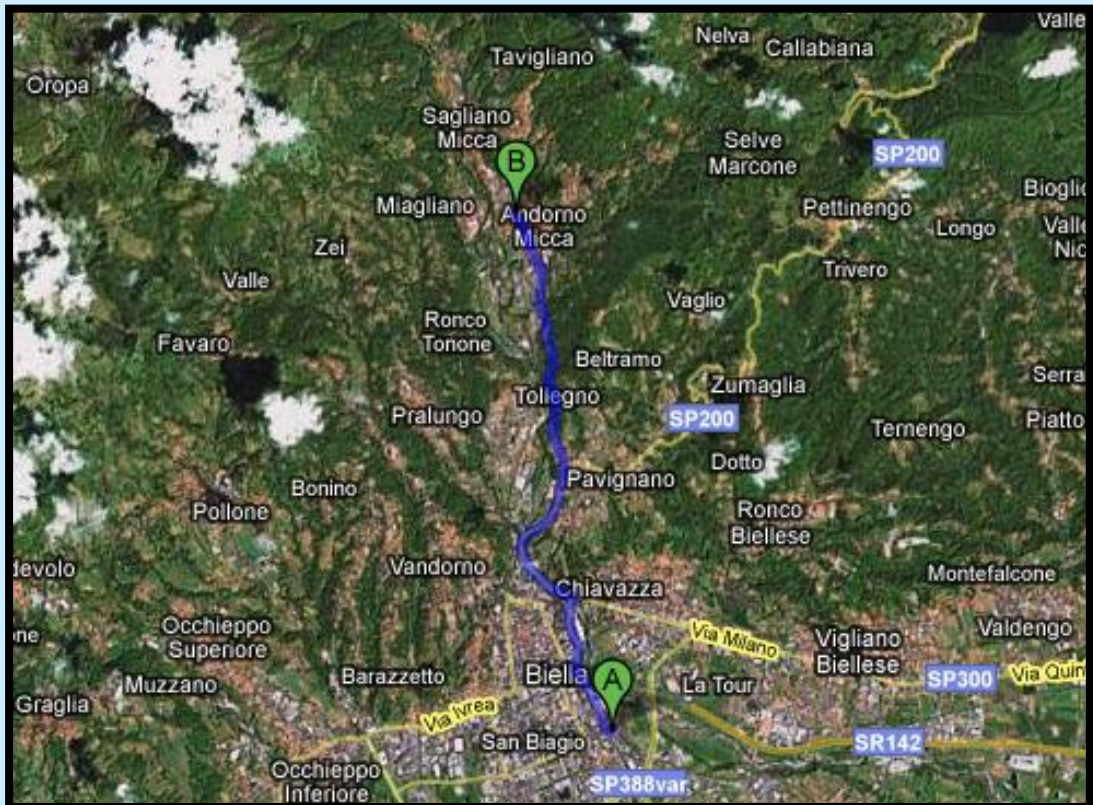 Valle
Nelva
Callabiana
Tavigliano
Oropa
Sagliano
Micca
Selve
Marcone
SP200
B
Miagliano
Andorno
Micca
Pettinengo
Longo
Bioglio
Valle
Nic
Zei
Trivero
Valle
Vaglio
Ronco
Torione
Favaro
Beltramo
Zumaglia
Serra
Tollegno
Pralungo
SP200
Ternengo
Piatto
Dotto
Pavignano
Bonino
Pollone
Ronco
Biellese
devolo
Vandorno
Chiavazza
Montefalcone
one
Occhieppo
Superiore
Via Milano
Vigliano
Biellese
Valdengo
Barazzetto
Biella
A
La Tour
SP300
Via Quin
Muzzano
Graglia
Via Ivrea
San Biagio
SR142
Occhieppo
Inferiore
SP388var